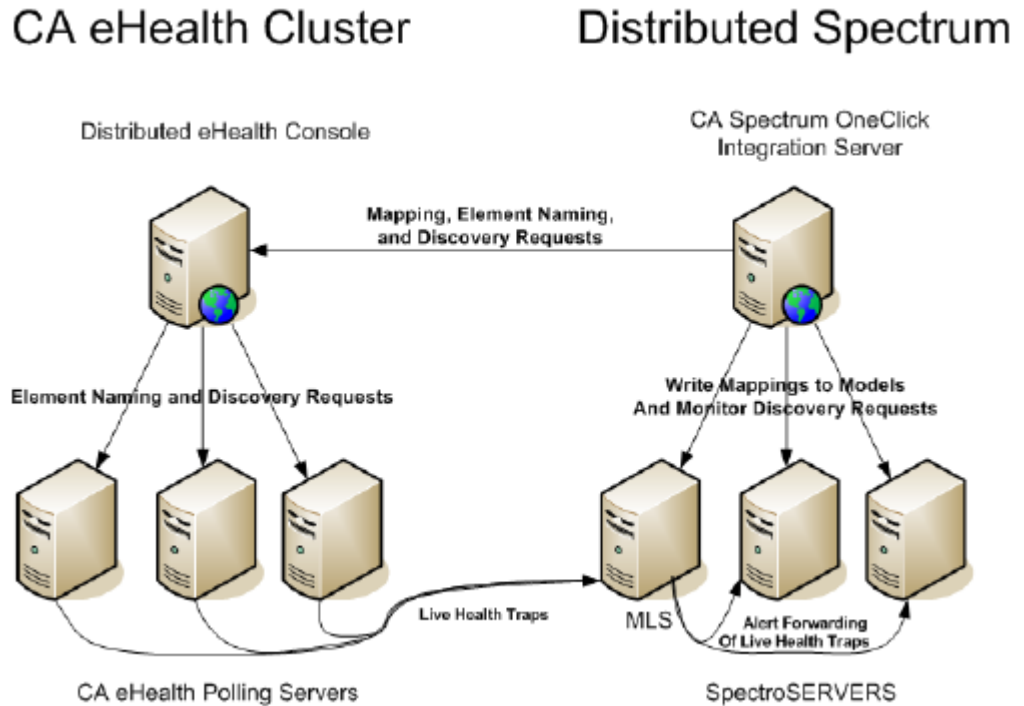 CA eHealth Cluster
Distributed Spectrum
Distributed eHealth Console
CA Spectrum OneClick
Integration Server
Mapping, Element Naming,
and Discovery Requests
Element Naming and Discovery Requests
Write Mappings to Models
And Monitor Discovery Requests
Live Health Traps
MLS
Alert Forwarding
Of Live Health Traps
CA eHealth Polling Servers
SpectroSERVERS